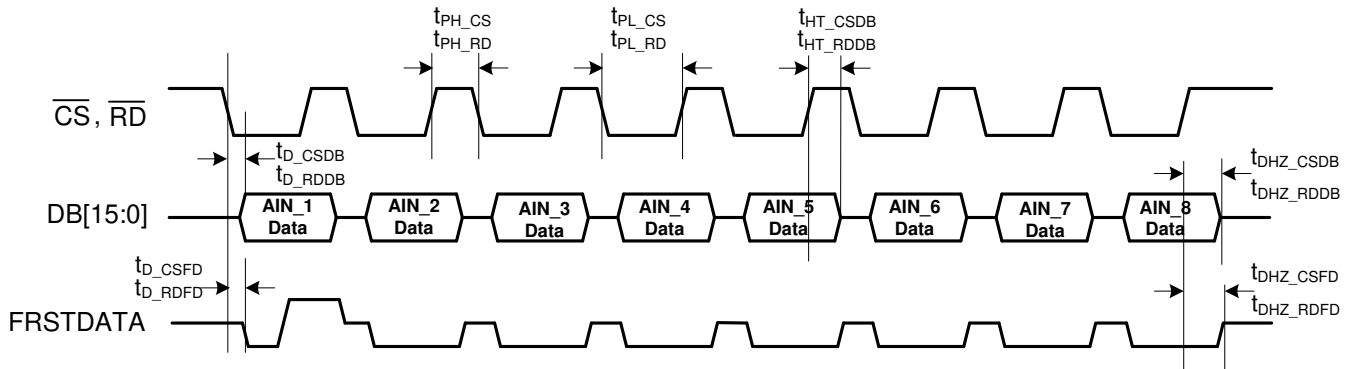 tPH_CS
tPH_RD
tPL_CS
tPL_RD
tHT_CSDB
tHT_RDDB
CS, RD
tD_CSDB
tD_RDDB
tDHZ_CSDB
tDHZ_RDDB
DB[15:0]
AIN_1 Data
AIN_2 Data
AIN_3 Data
AIN_4 Data
AIN_5 Data
AIN_6 Data
AIN_7 Data
AIN_8 Data
tD_CSFD
tD_RDFD
tDHZ_CSFD
tDHZ_RDFD
FRSTDATA